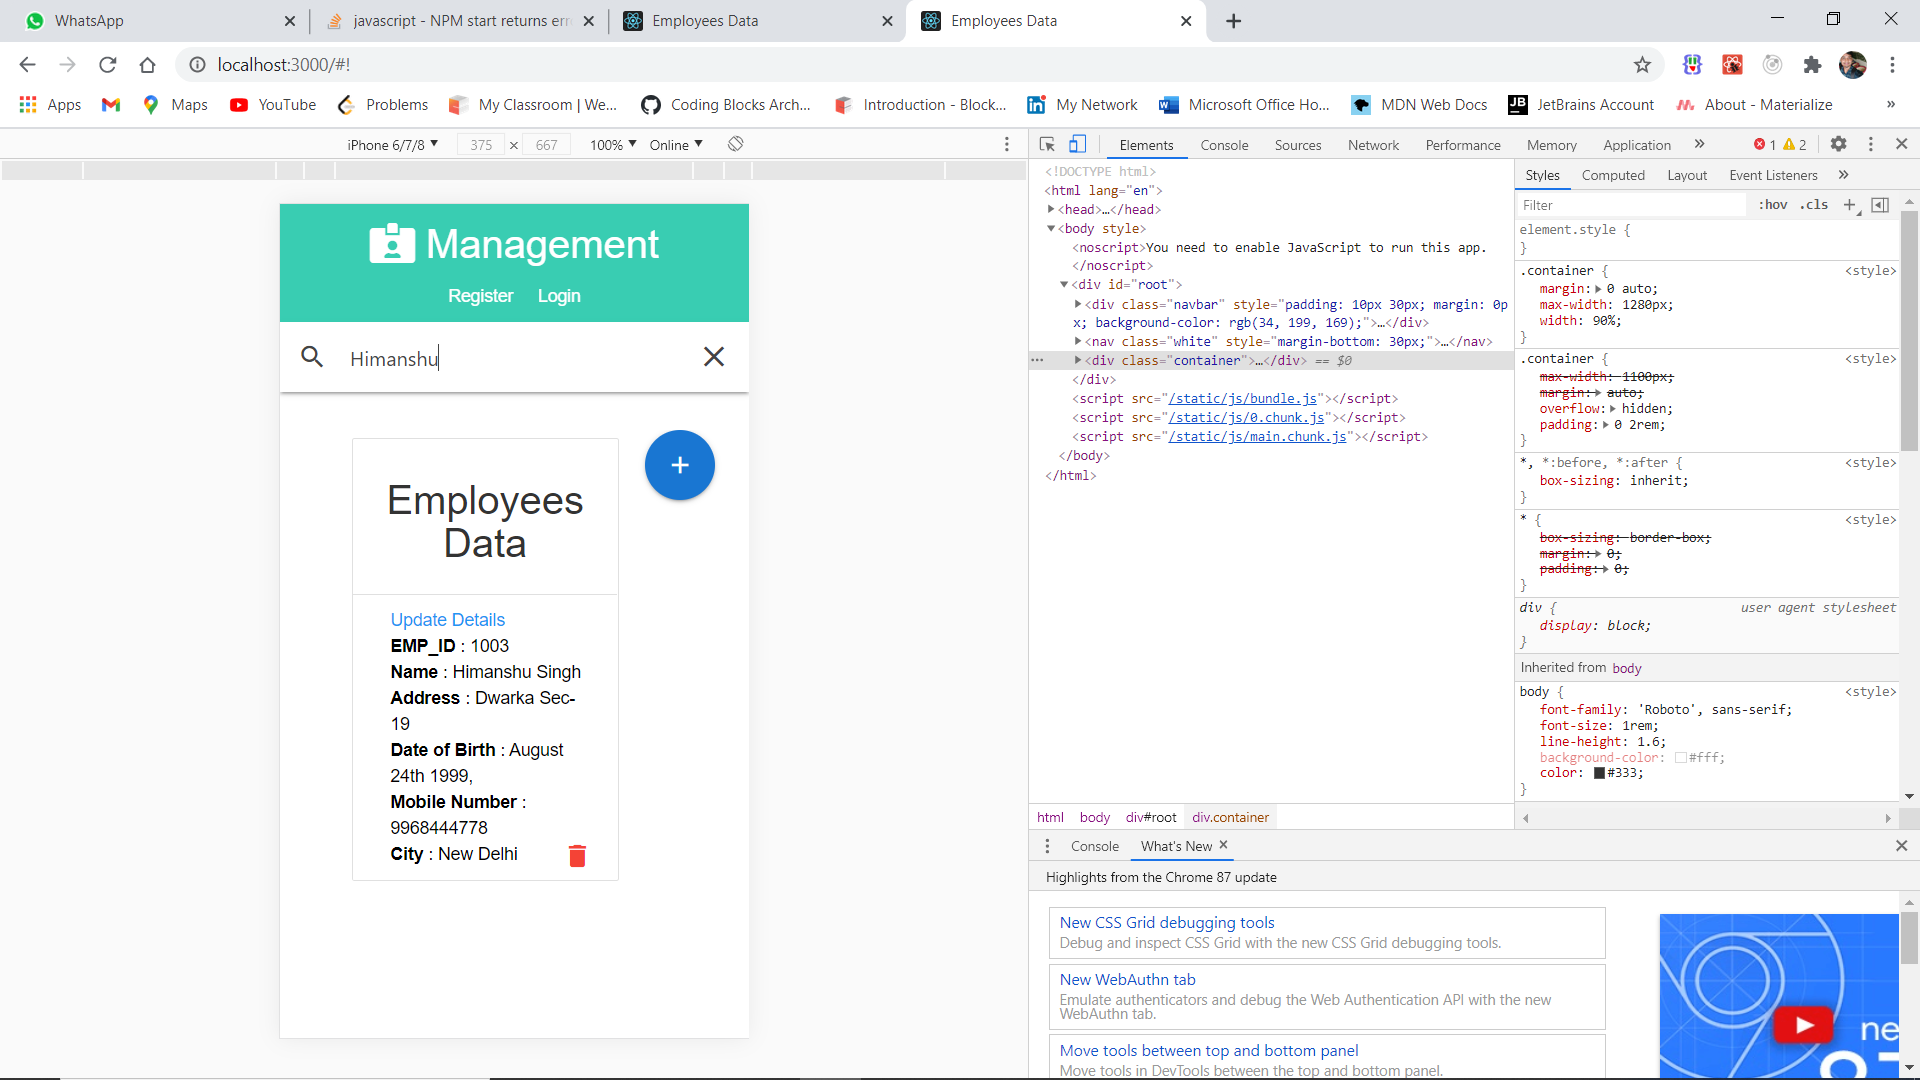 WhatsApp
javascript - NPM start returns err
Employees Data
Employees Data
localhost:3000/#!
Apps
Maps
YouTube
Problems
My Classroom | We...
Coding Blocks Arch...
Introduction - Block...
My Network
Microsoft Office Ho...
MDN Web Docs
JetBrains Account
About - Materialize
»
iPhone 6/7/8 375 × 667 100% Online
Management
Register Login
Himanshu
+
Employees
Data
Update Details
EMP_ID : 1003
Name : Himanshu Singh
Address : Dwarka Sec-
19
Date of Birth : August
24th 1999,
Mobile Number :
9968444778
City : New Delhi
Elements Console Sources Network Performance Memory Application » 1 2
<!DOCTYPE html>
<html lang="en">
<head>…</head>
<body style>
<noscript>You need to enable JavaScript to run this app.
</noscript>
<div id="root">
<div class="navbar" style="padding: 10px 30px; margin: 0p
x; background-color: rgb(34, 199, 169);">…</div>
<nav class="white" style="margin-bottom: 30px;">…</nav>
<div class="container">…</div> == $0
</div>
<script src="/static/js/bundle.js"></script>
<script src="/static/js/0.chunk.js"></script>
<script src="/static/js/main.chunk.js"></script>
</body>
</html>
html body div#root div.container
Styles Computed Layout Event Listeners »
Filter :hov .cls +
element.style {
}
.container { <style>
margin: 0 auto;
max-width: 1280px;
width: 90%;
}
.container { <style>
max-width: 1100px;
margin: auto;
overflow: hidden;
padding: 0 2rem;
}
*, *:before, *:after { <style>
box-sizing: inherit;
}
* { <style>
box-sizing: border-box;
margin: 0;
padding: 0;
}
div { user agent stylesheet
display: block;
}
Inherited from body
body { <style>
font-family: 'Roboto', sans-serif;
font-size: 1rem;
line-height: 1.6;
background-color: #fff;
color: #333;
}
Console What's New
Highlights from the Chrome 87 update
New CSS Grid debugging tools
Debug and inspect CSS Grid with the new CSS Grid debugging tools.
New WebAuthn tab
Emulate authenticators and debug the Web Authentication API with the new
WebAuthn tab.
Move tools between top and bottom panel
Move tools in DevTools between the top and bottom panel.
ne